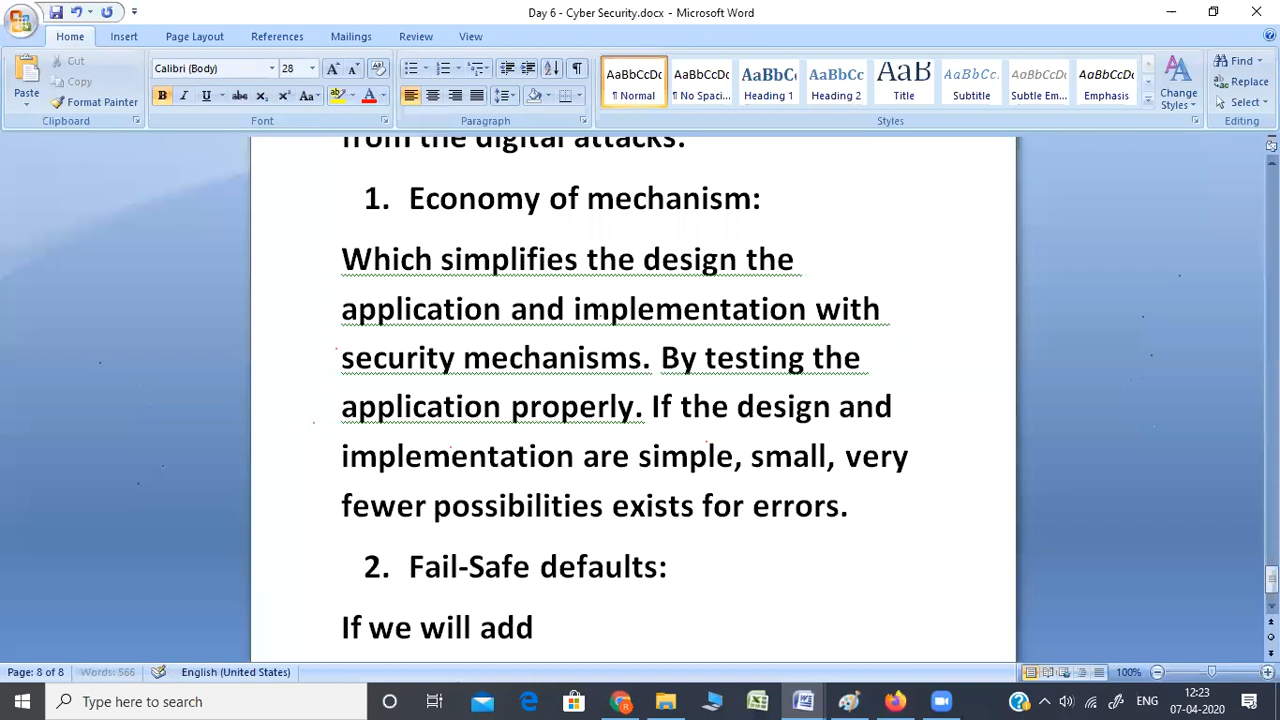 Day 6 - Cyber Security.docx - Microsoft Word
Home Insert Page Layout References Mailings Review View
Paste Cut Copy Format Painter Clipboard
Calibri (Body) 28
B I U abc X₂ X² Aa A
Font
Paragraph
AaBbCcDc AaBbCcDc AaBbCc AaBbCc AaB AaBbCc. AaBbCcDc AaBbCcDc
¶ Normal ¶ No Spaci... Heading 1 Heading 2 Title Subtitle Subtle Em... Emphasis
Change Styles
Styles
Find
Replace
Select
Editing
from the digital attacks.
1. Economy of mechanism:
Which simplifies the design the
application and implementation with
security mechanisms. By testing the
application properly. If the design and
implementation are simple, small, very
fewer possibilities exists for errors.
2. Fail-Safe defaults:
If we will add
Page: 8 of 8 Words: 566 English (United States) 100%
Type here to search
ENG
12:23
07-04-2020